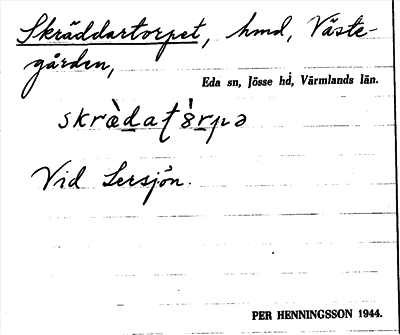 Skräddartorpet, hmd, Väste-
gården,
Eda sn, Jösse hd, Värmlands län.
Vid Lersjön.
PER HENNINGSSON 1944.